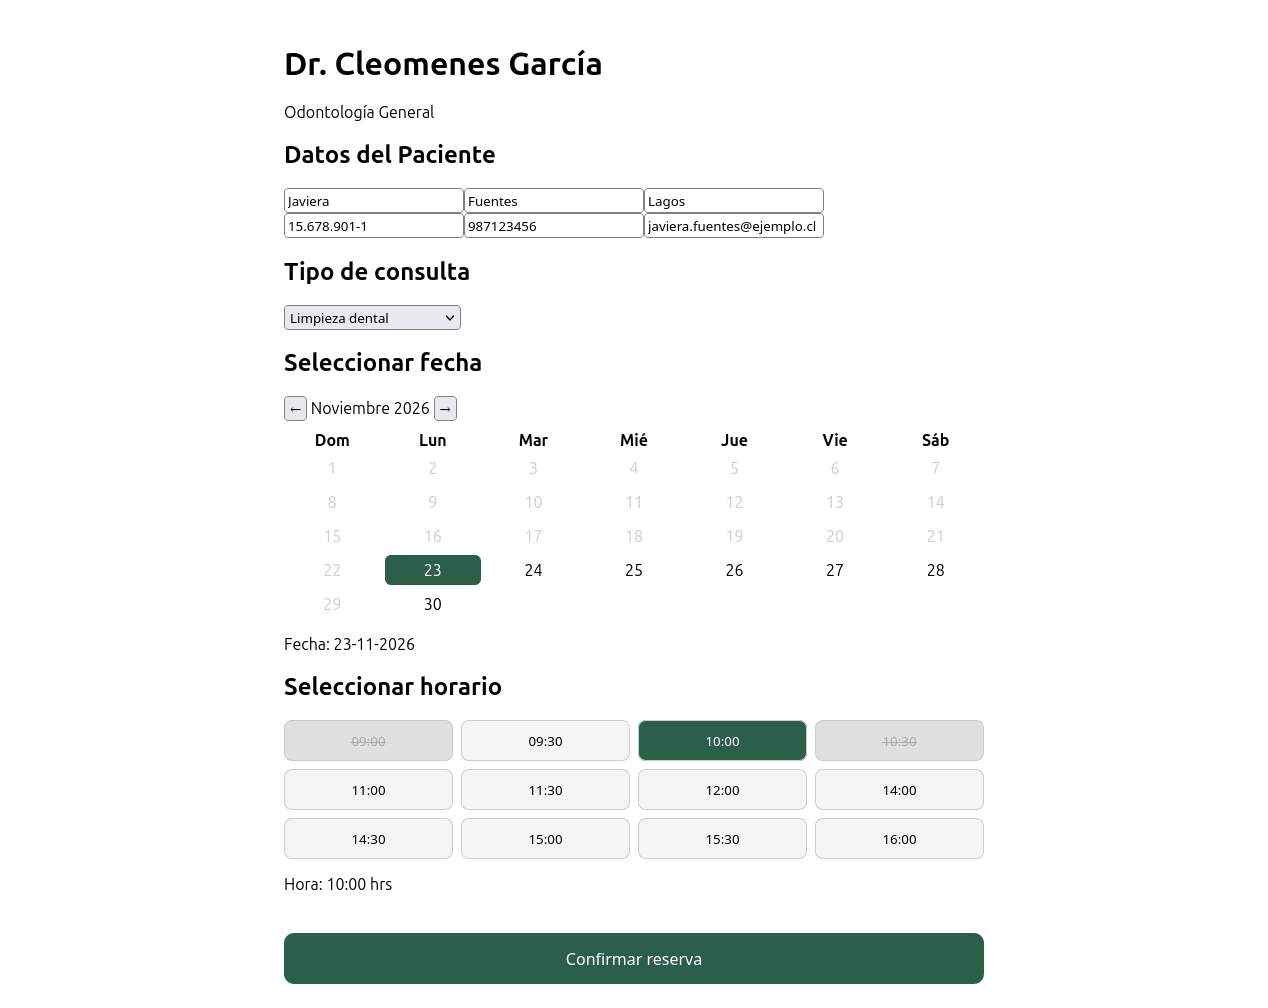 Dr. Cleomenes García
Odontología General
Datos del Paciente
Javiera Fuentes Lagos
15.678.901-1 987123456 javiera.fuentes@ejemplo.cl
Tipo de consulta
Limpieza dental
Seleccionar fecha
← Noviembre 2026 →
Dom Lun Mar Mié Jue Vie Sáb
1 2 3 4 5 6 7
8 9 10 11 12 13 14
15 16 17 18 19 20 21
22 23 24 25 26 27 28
29 30
Fecha: 23-11-2026
Seleccionar horario
09:00 09:30 10:00 10:30
11:00 11:30 12:00 14:00
14:30 15:00 15:30 16:00
Hora: 10:00 hrs
Confirmar reserva